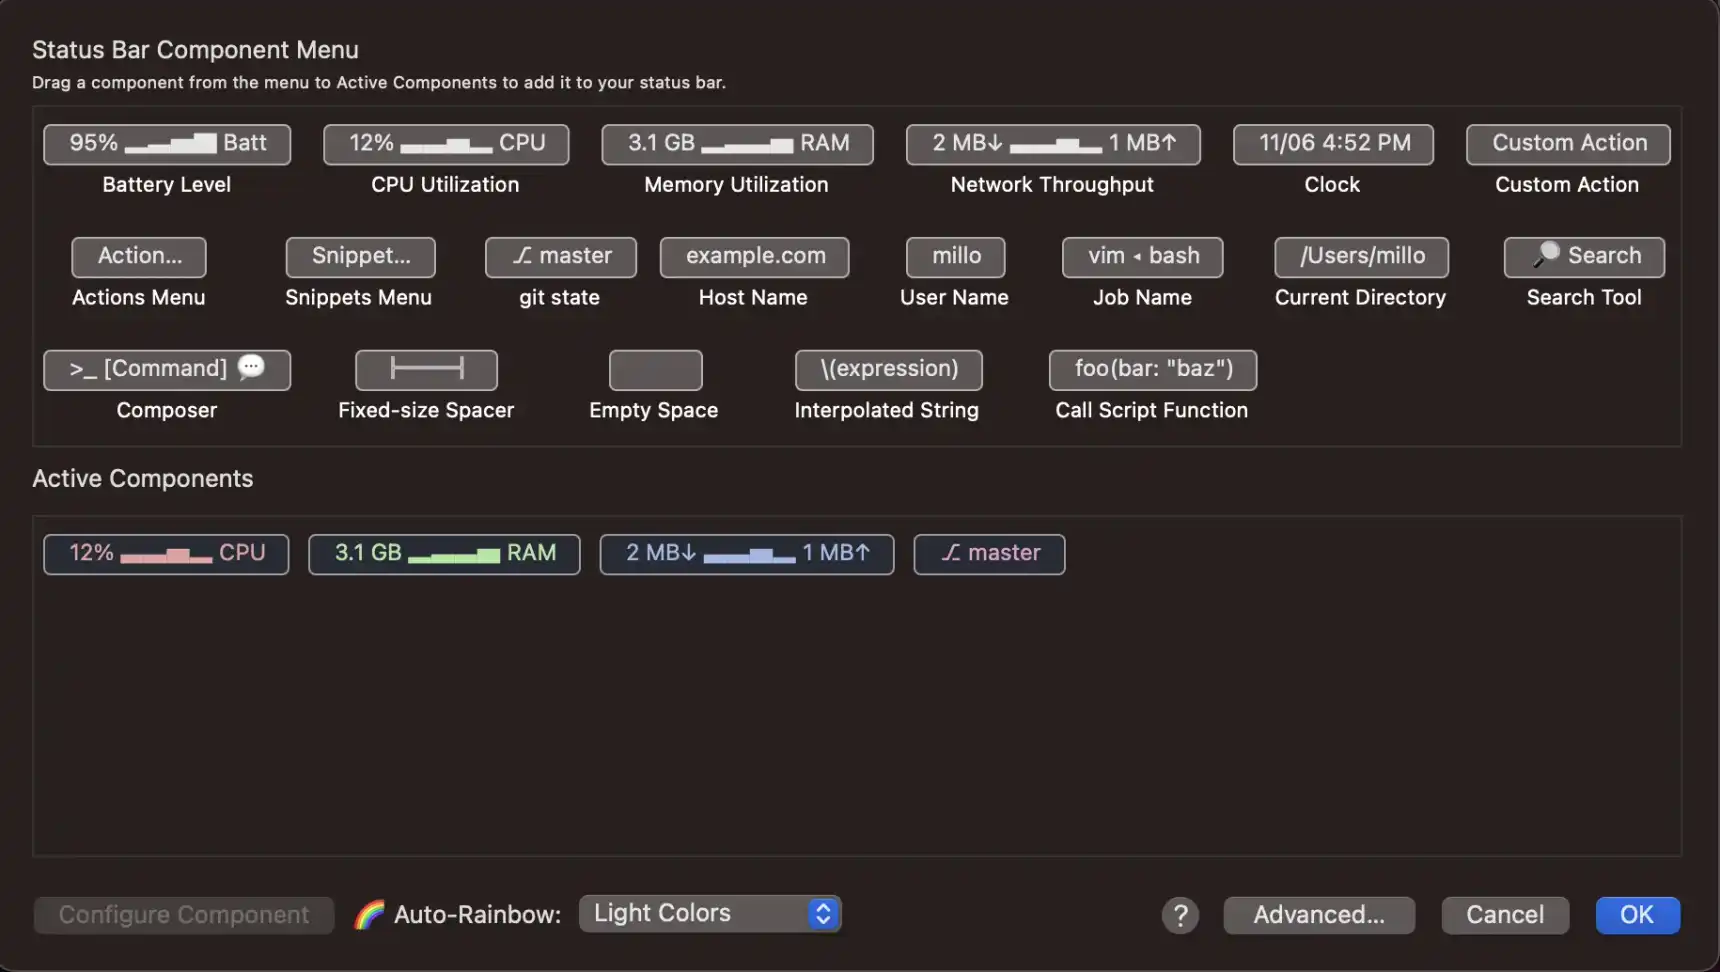 Status Bar Component Menu
Drag a component from the menu to Active Components to add it to your status bar.
95% Batt
12% CPU
3.1 GB RAM
2 MB↓ 1 MB↑
11/06 4:52 PM
Custom Action
Battery Level
CPU Utilization
Memory Utilization
Network Throughput
Clock
Custom Action
Action...
Snippet...
master
example.com
millo
vim ◂ bash
/Users/millo
Search
Actions Menu
Snippets Menu
git state
Host Name
User Name
Job Name
Current Directory
Search Tool
>_ [Command]
\(expression)
foo(bar: "baz")
Composer
Fixed-size Spacer
Empty Space
Interpolated String
Call Script Function
Active Components
12% CPU
3.1 GB RAM
2 MB↓ 1 MB↑
master
Configure Component
Auto-Rainbow:
Light Colors
?
Advanced...
Cancel
OK